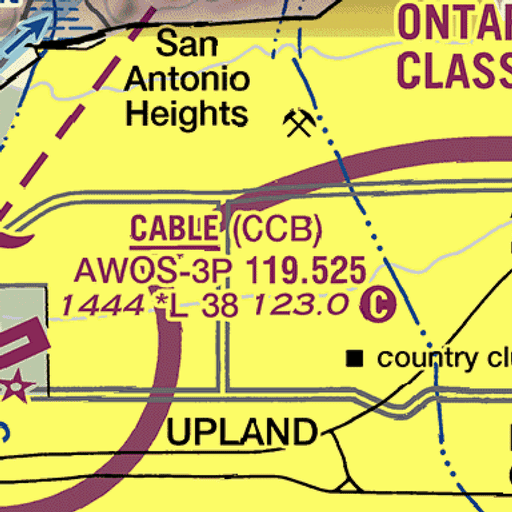 San
Antonio
Heights
ONTAR
CLASS
CABLE (CCB)
AWOS-3P 119.525
1444 *L 38 123.0 C
country clu
UPLAND